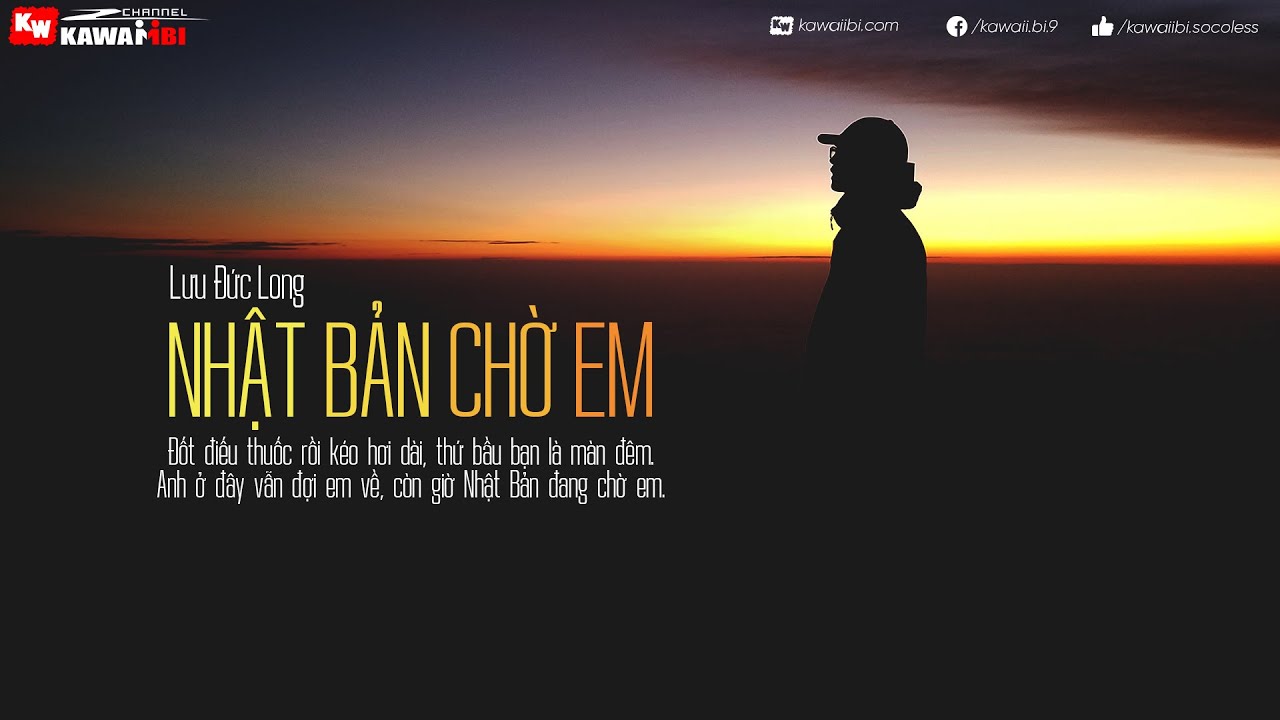 KW
CHANNEL
KAWAIIBI
KW kawaiibi.com
/kawaii.bi.9
/kawaiibi.socoless
Lưu Đức Long
NHẬT BẢN CHỜ EM
Đốt điếu thuốc rồi kéo hơi dài, thứ bầu bạn là màn đêm.
Anh ở đây vẫn đợi em về, còn giờ Nhật Bản đang chờ em.